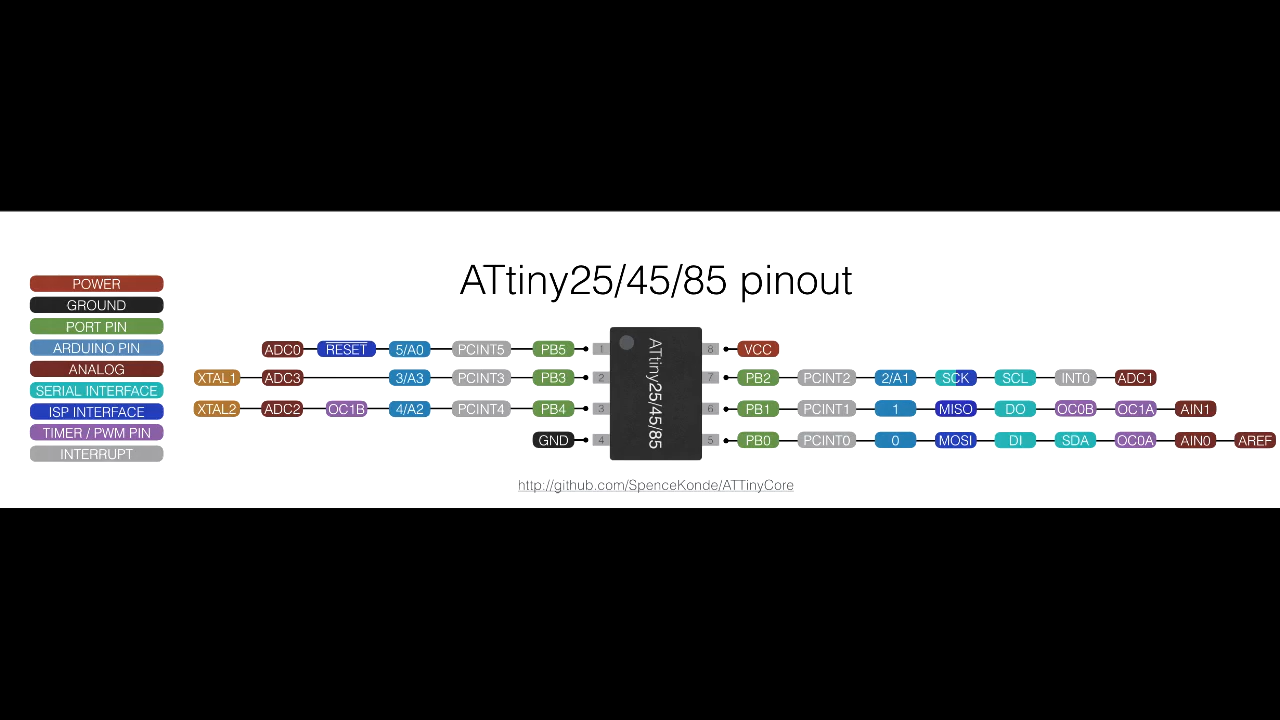 ATtiny25/45/85 pinout
POWER
GROUND
PORT PIN
ARDUINO PIN
ANALOG
SERIAL INTERFACE
ISP INTERFACE
TIMER / PWM PIN
INTERRUPT
ADC0 RESET 5/A0 PCINT5 PB5 1
XTAL1 ADC3 3/A3 PCINT3 PB3 2
XTAL2 ADC2 OC1B 4/A2 PCINT4 PB4 3
GND 4
ATtiny25/45/85
8 VCC
7 PB2 PCINT2 2/A1 SCK SCL INT0 ADC1
6 PB1 PCINT1 1 MISO DO OC0B OC1A AIN1
5 PB0 PCINT0 0 MOSI DI SDA OC0A AIN0 AREF
http://github.com/SpenceKonde/ATTinyCore